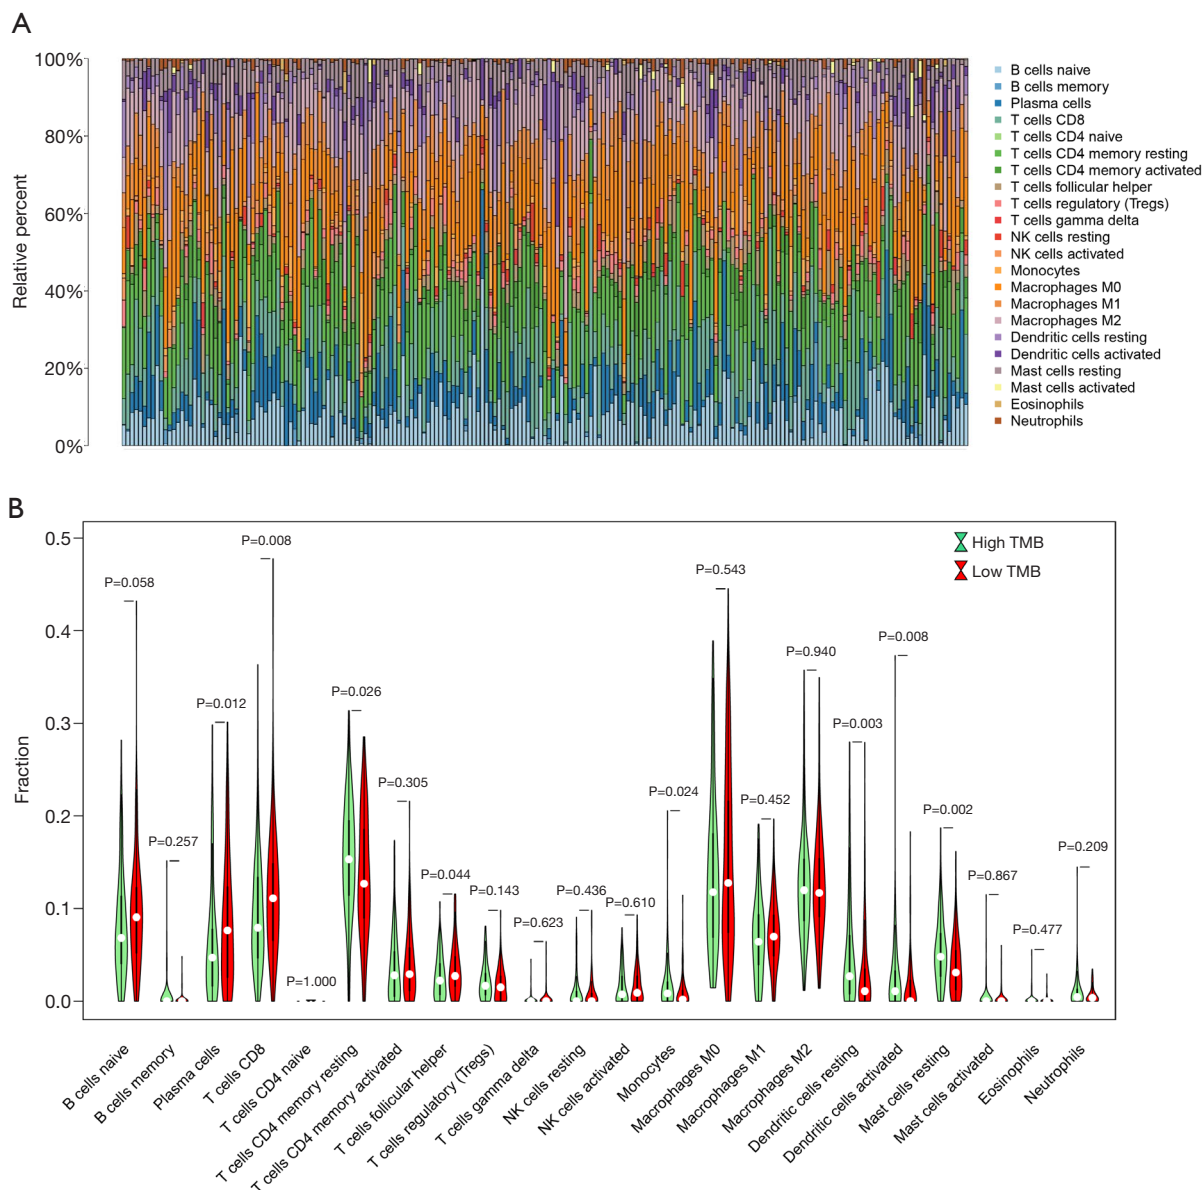 A
100%
80%
60%
40%
20%
0%
Relative percent
B cells naive
B cells memory
Plasma cells
T cells CD8
T cells CD4 naive
T cells CD4 memory resting
T cells CD4 memory activated
T cells follicular helper
T cells regulatory (Tregs)
T cells gamma delta
NK cells resting
NK cells activated
Monocytes
Macrophages M0
Macrophages M1
Macrophages M2
Dendritic cells resting
Dendritic cells activated
Mast cells resting
Mast cells activated
Eosinophils
Neutrophils
B
0.5
0.4
0.3
0.2
0.1
0.0
Fraction
High TMB
Low TMB
P=0.058
P=0.257
P=0.012
P=0.008
P=1.000
P=0.026
P=0.305
P=0.044
P=0.143
P=0.623
P=0.436
P=0.610
P=0.024
P=0.543
P=0.452
P=0.940
P=0.003
P=0.008
P=0.002
P=0.867
P=0.477
P=0.209
B cells naive
B cells memory
Plasma cells
T cells CD8
T cells CD4 naive
T cells CD4 memory resting
T cells CD4 memory activated
T cells follicular helper
T cells regulatory (Tregs)
T cells gamma delta
NK cells resting
NK cells activated
Monocytes
Macrophages M0
Macrophages M1
Macrophages M2
Dendritic cells resting
Dendritic cells activated
Mast cells resting
Mast cells activated
Eosinophils
Neutrophils